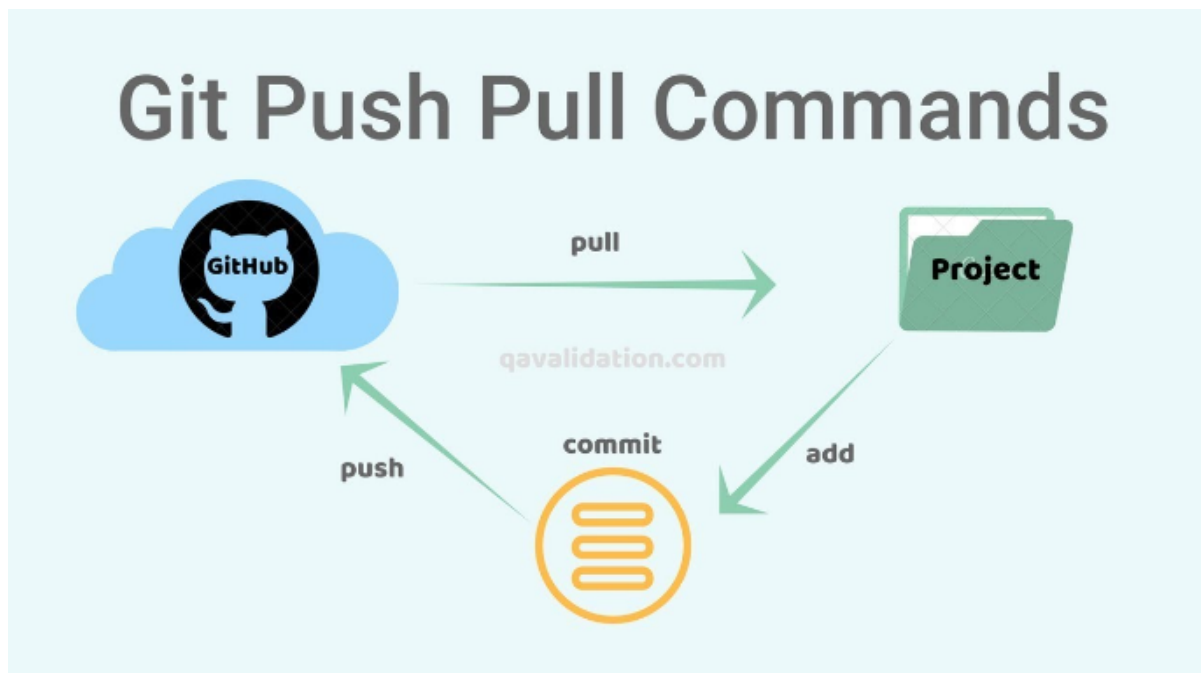 Git Push Pull Commands
GitHub
pull
Project
qavalidation.com
commit
push
add